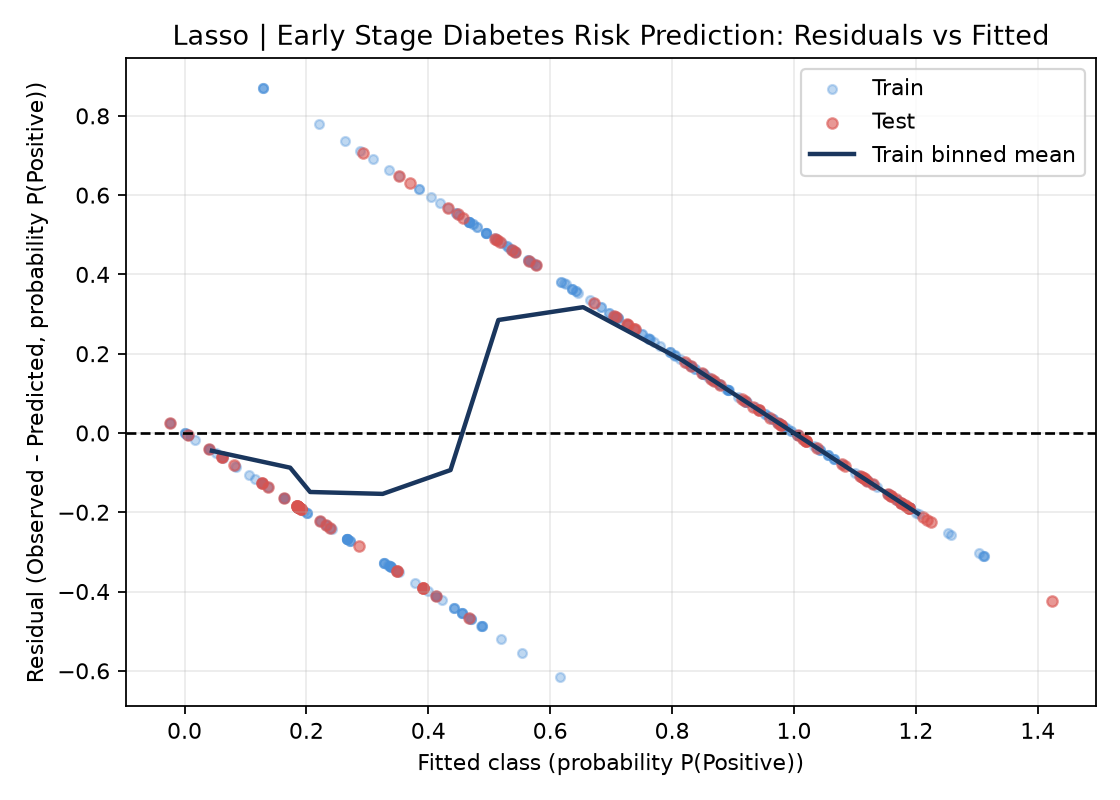 Lasso | Early Stage Diabetes Risk Prediction: Residuals vs Fitted
Residual (Observed - Predicted, probability P(Positive))
0.8
0.6
0.4
0.2
0.0
−0.2
−0.4
−0.6
Train
Test
Train binned mean
0.0 0.2 0.4 0.6 0.8 1.0 1.2 1.4
Fitted class (probability P(Positive))